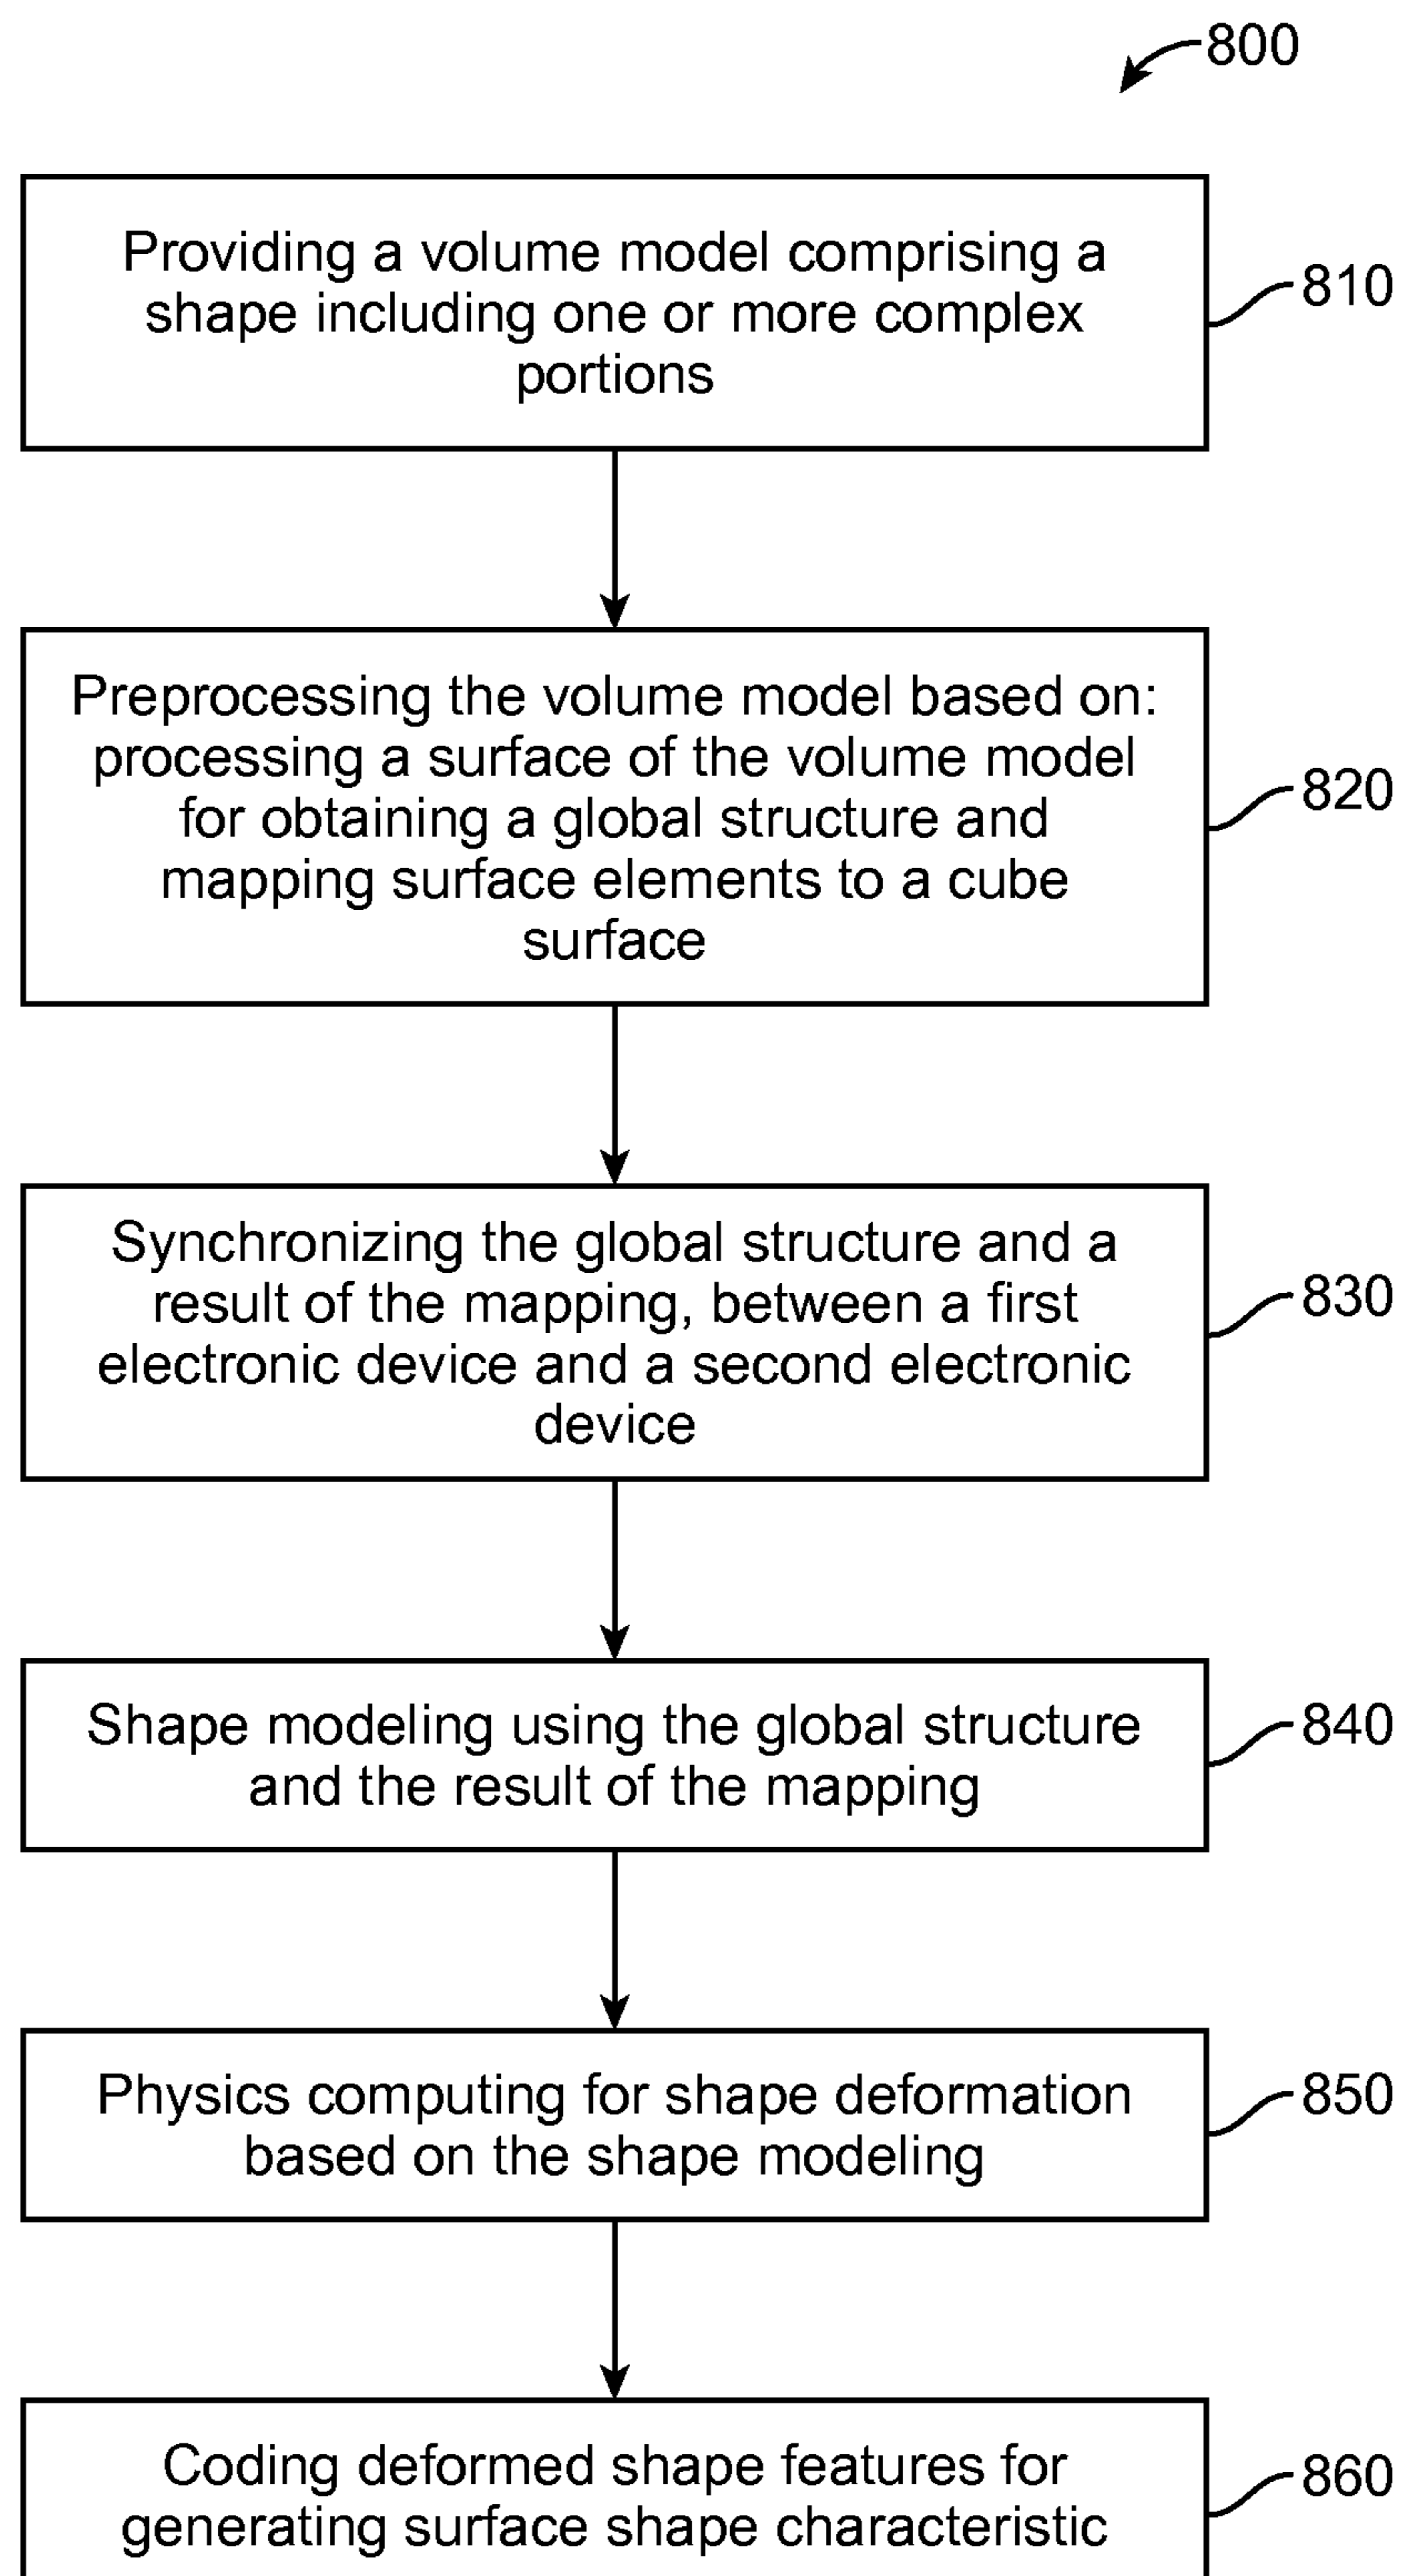 800
Providing a volume model comprising a
shape including one or more complex
portions
810
Preprocessing the volume model based on:
processing a surface of the volume model
for obtaining a global structure and
mapping surface elements to a cube
surface
820
Synchronizing the global structure and a
result of the mapping, between a first
electronic device and a second electronic
device
830
Shape modeling using the global structure
and the result of the mapping
840
Physics computing for shape deformation
based on the shape modeling
850
Coding deformed shape features for
generating surface shape characteristic
860